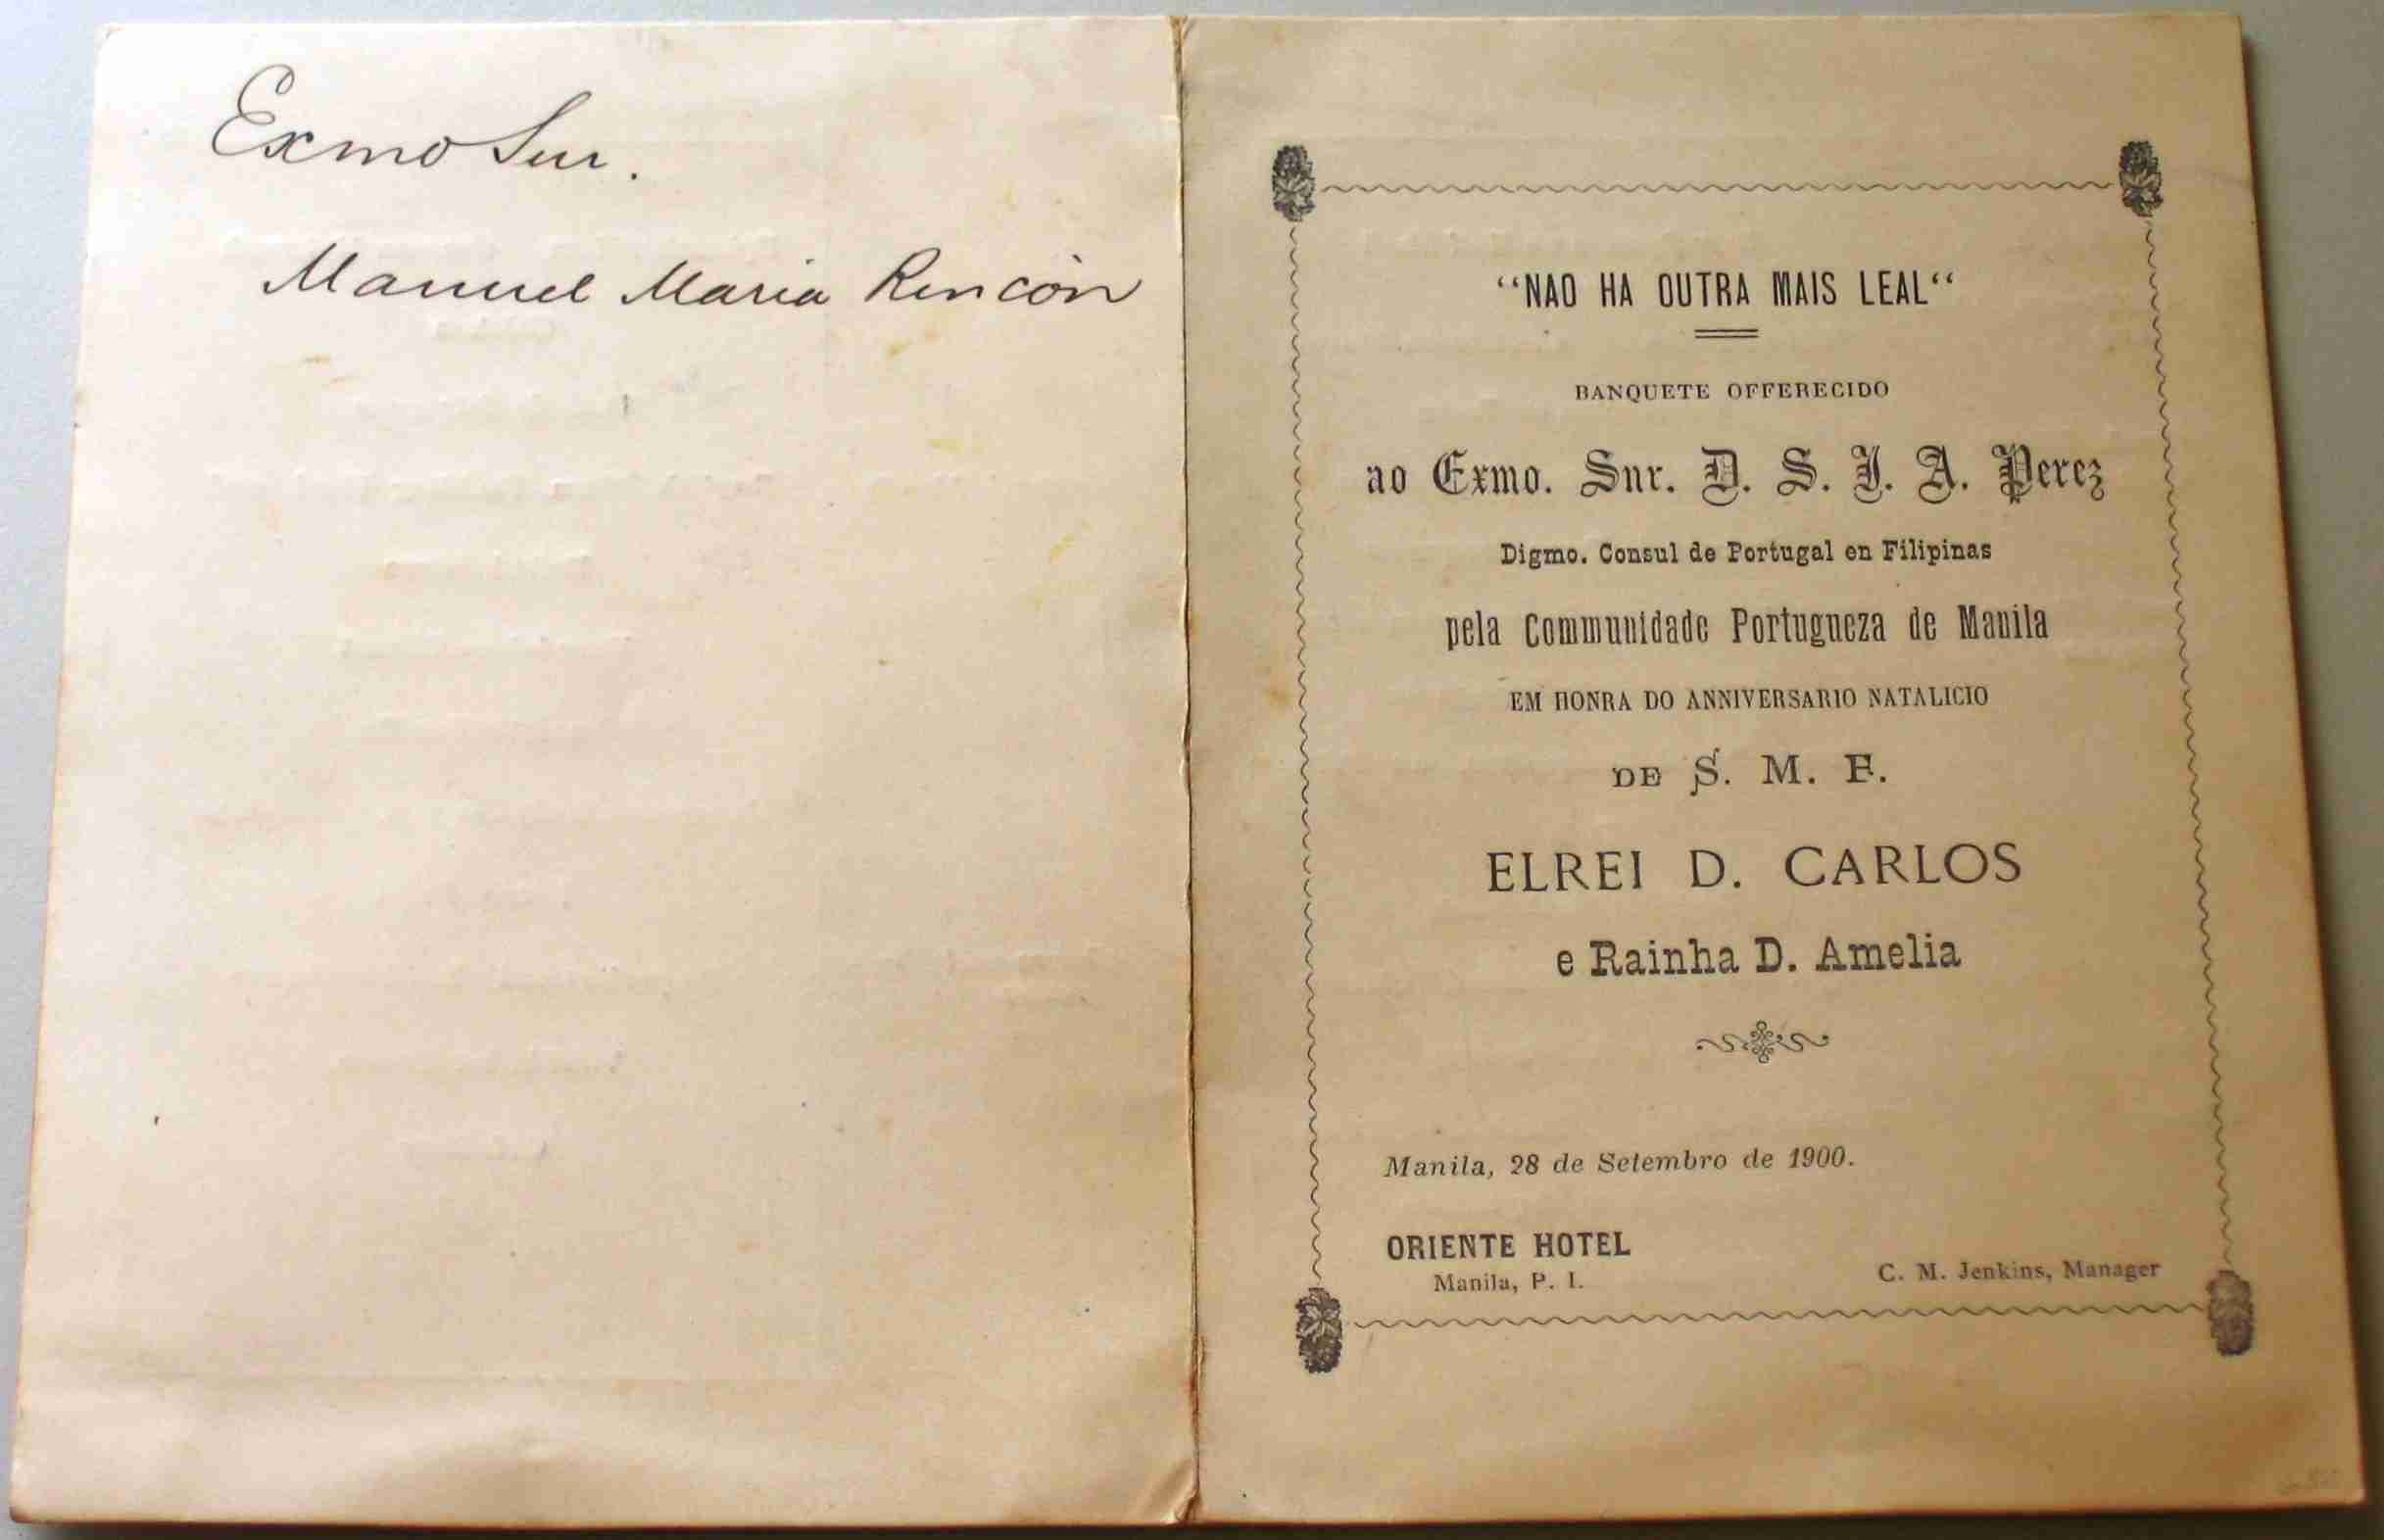 Exmo Snr.
Manuel Maria Rincón
“NAO HA OUTRA MAIS LEAL“
BANQUETE OFFERECIDO
ao Exmo. Snr. D. S. J. A. Perez
Digmo. Consul de Portugal en Filipinas
pela Communidade Portugueza de Manila
EM HONRA DO ANNIVERSARIO NATALICIO
DE S. M. F.
ELREI D. CARLOS
e Rainha D. Amelia
Manila, 28 de Setembro de 1900.
ORIENTE HOTEL
Manila, P. I.
C. M. Jenkins, Manager